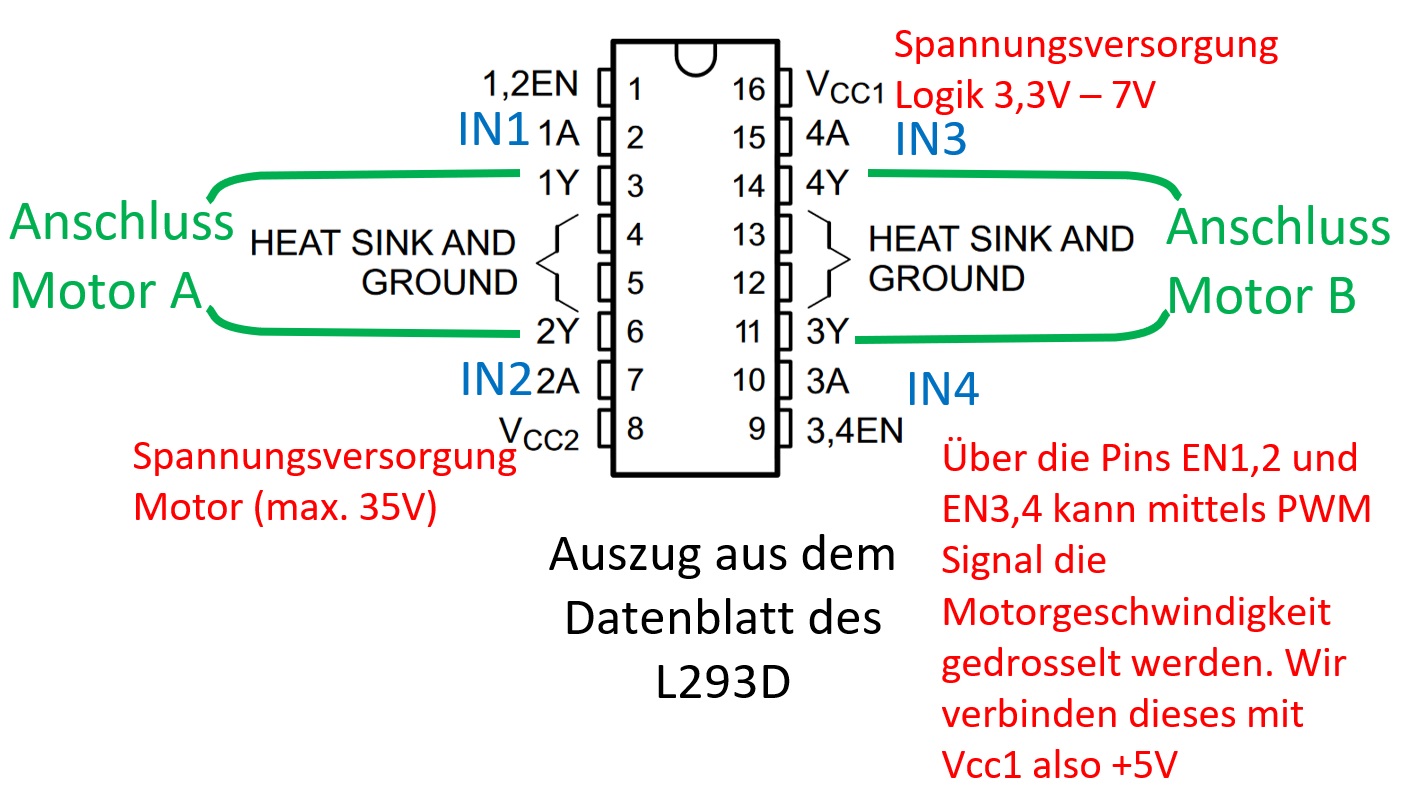 Spannungsversorgung
Logik 3,3V – 7V
1,2EN 1 16 VCC1
IN1 1A 2 15 4A IN3
1Y 3 14 4Y
Anschluss
Motor A
HEAT SINK AND
GROUND
4 13
5 12
HEAT SINK AND
GROUND
Anschluss
Motor B
2Y 6 11 3Y
IN2 2A 7 10 3A IN4
VCC2 8 9 3,4EN
Spannungsversorgung
Motor (max. 35V)
Auszug aus dem
Datenblatt des
L293D
Über die Pins EN1,2 und
EN3,4 kann mittels PWM
Signal die
Motorgeschwindigkeit
gedrosselt werden. Wir
verbinden dieses mit
Vcc1 also +5V